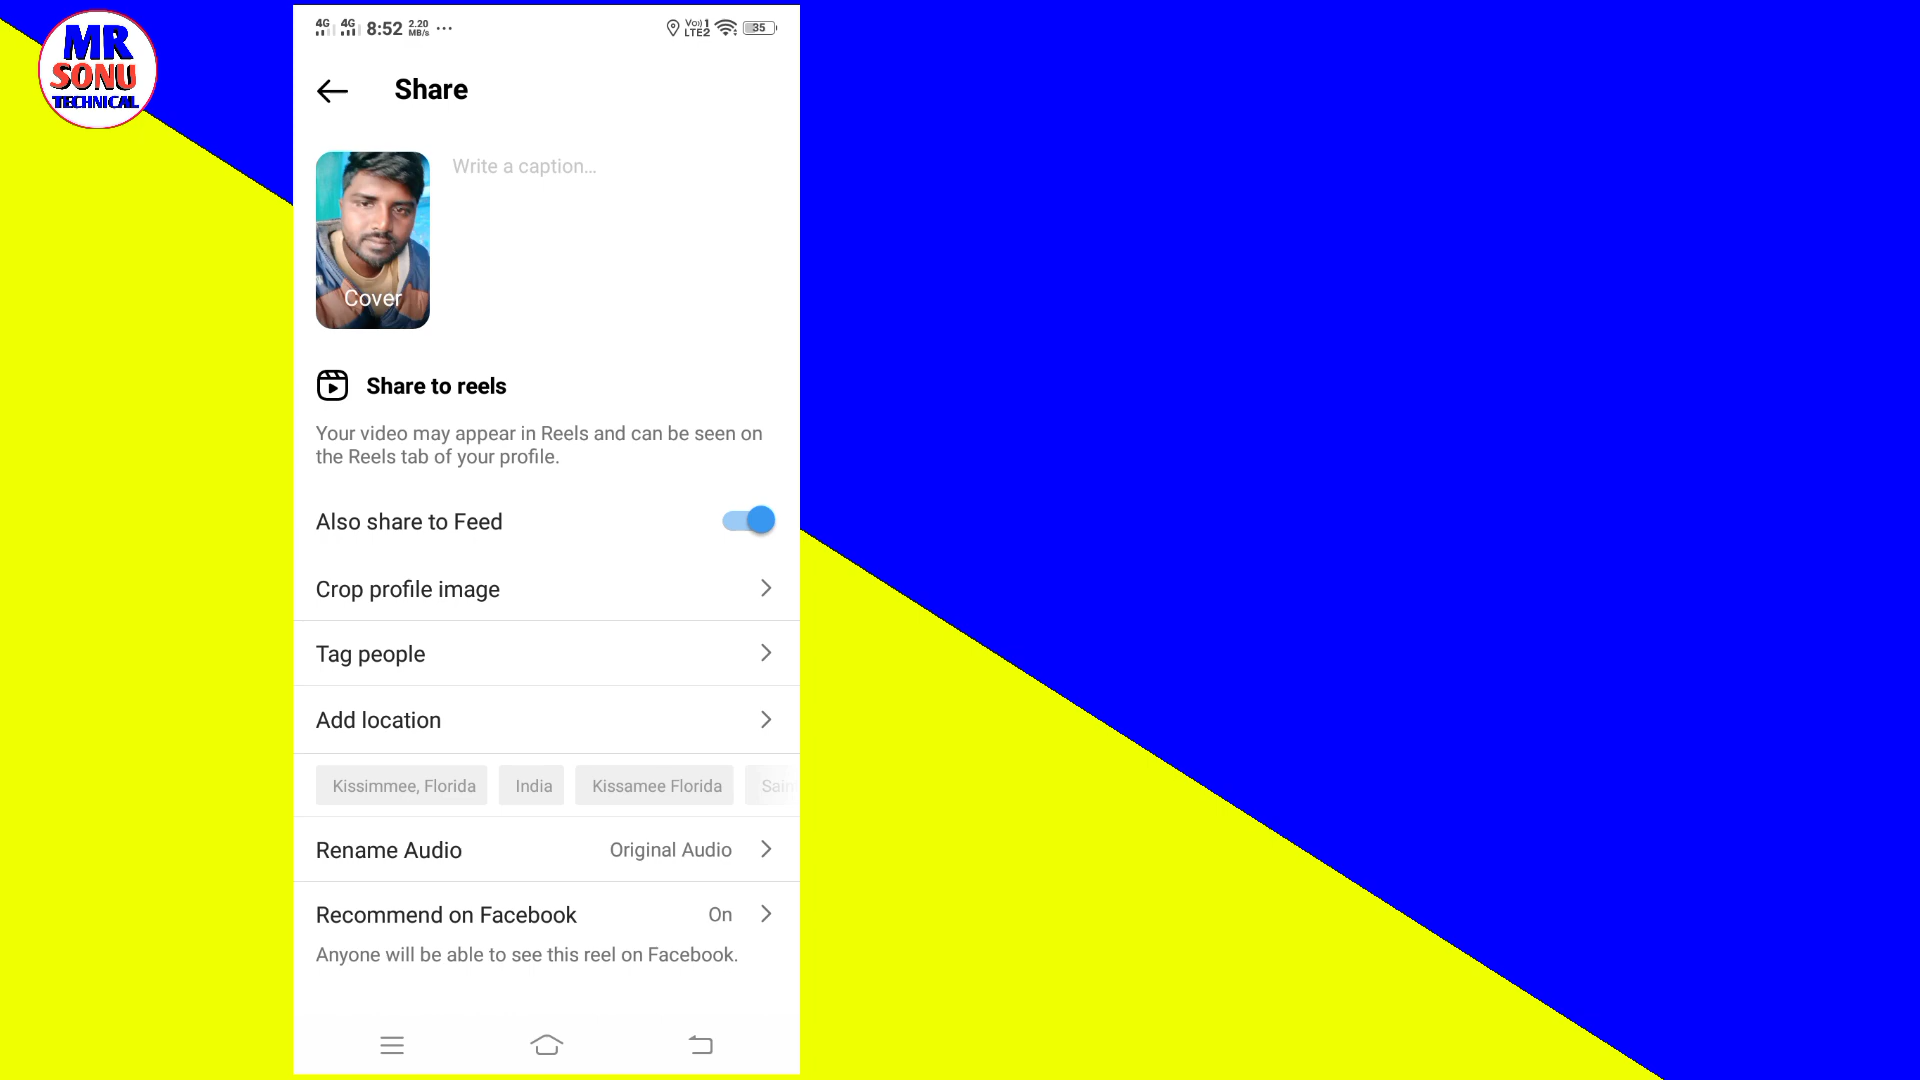 MR
SONU
TECHNICAL
4G 4G 8:52 2.20 MB/s ... Vo)) 1 LTE2 35
Share
Write a caption...
Cover
Share to reels
Your video may appear in Reels and can be seen on
the Reels tab of your profile.
Also share to Feed
Crop profile image
Tag people
Add location
Kissimmee, Florida India Kissamee Florida
Rename Audio Original Audio
Recommend on Facebook On
Anyone will be able to see this reel on Facebook.